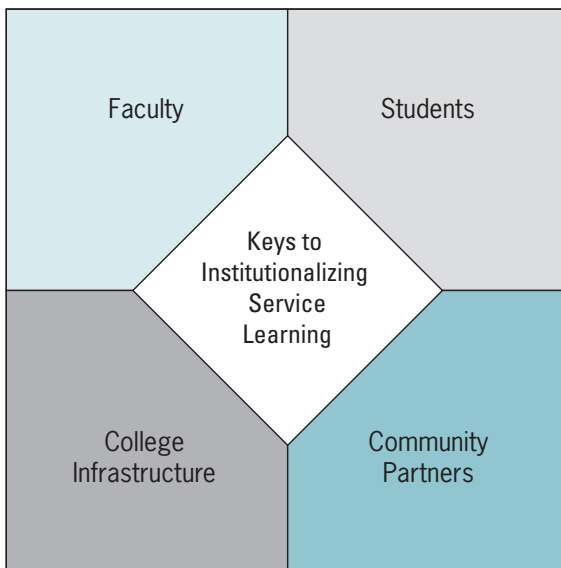 Faculty
Students
Keys to
Institutionalizing
Service
Learning
College
Infrastructure
Community
Partners